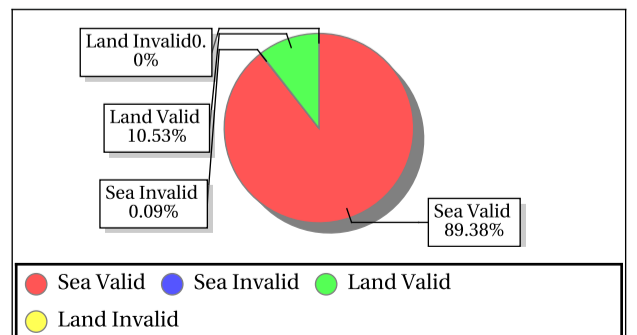 Land Invalid0.
0%
Land Valid
10.53%
Sea Invalid
0.09%
Sea Valid
89.38%
Sea Valid Sea Invalid Land Valid
Land Invalid